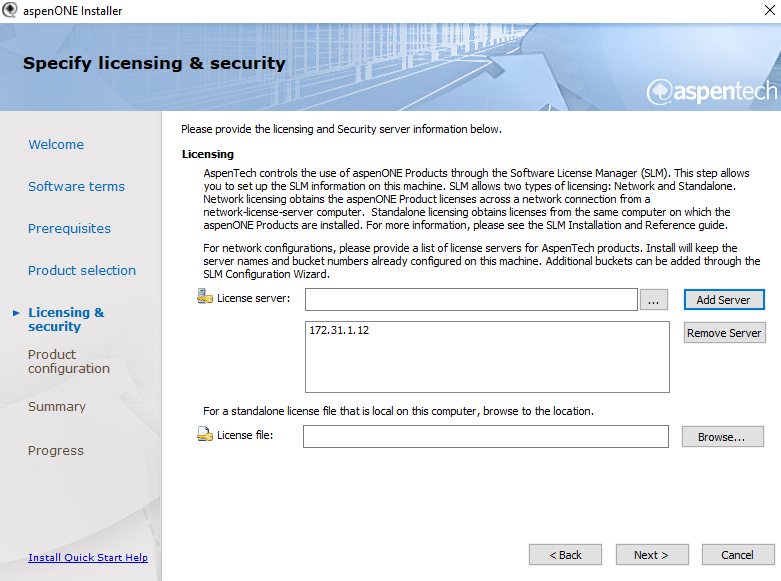 aspenONE Installer
Specify licensing & security
aspentech
Welcome
Software terms
Prerequisites
Product selection
Licensing &
security
Product
configuration
Summary
Progress
Install Quick Start Help
Please provide the licensing and Security server information below.
Licensing
AspenTech controls the use of aspenONE Products through the Software License Manager (SLM). This step allows
you to set up the SLM information on this machine. SLM allows two types of licensing: Network and Standalone.
Network licensing obtains the aspenONE Product licenses across a network connection from a
network-license-server computer.  Standalone licensing obtains licenses from the same computer on which the
aspenONE Products are installed. For more information, please see the SLM Installation and Reference guide.
For network configurations, please provide a list of license servers for AspenTech products. Install will keep the
server names and bucket numbers already configured on this machine. Additional buckets can be added through the
SLM Configuration Wizard.
License server:
...
Add Server
172.31.1.12
Remove Server
For a standalone license file that is local on this computer, browse to the location.
License file:
Browse...
< Back
Next >
Cancel